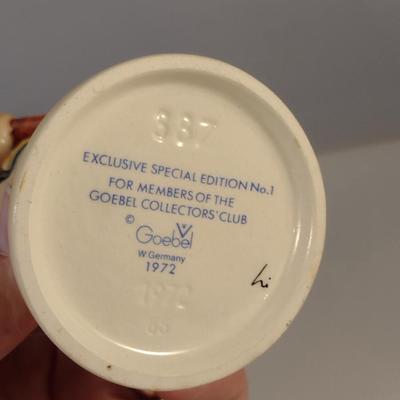 387
EXCLUSIVE SPECIAL EDITION No.1
FOR MEMBERS OF THE
GOEBEL COLLECTORS' CLUB
©
Goebel
W. Germany
1972
1972